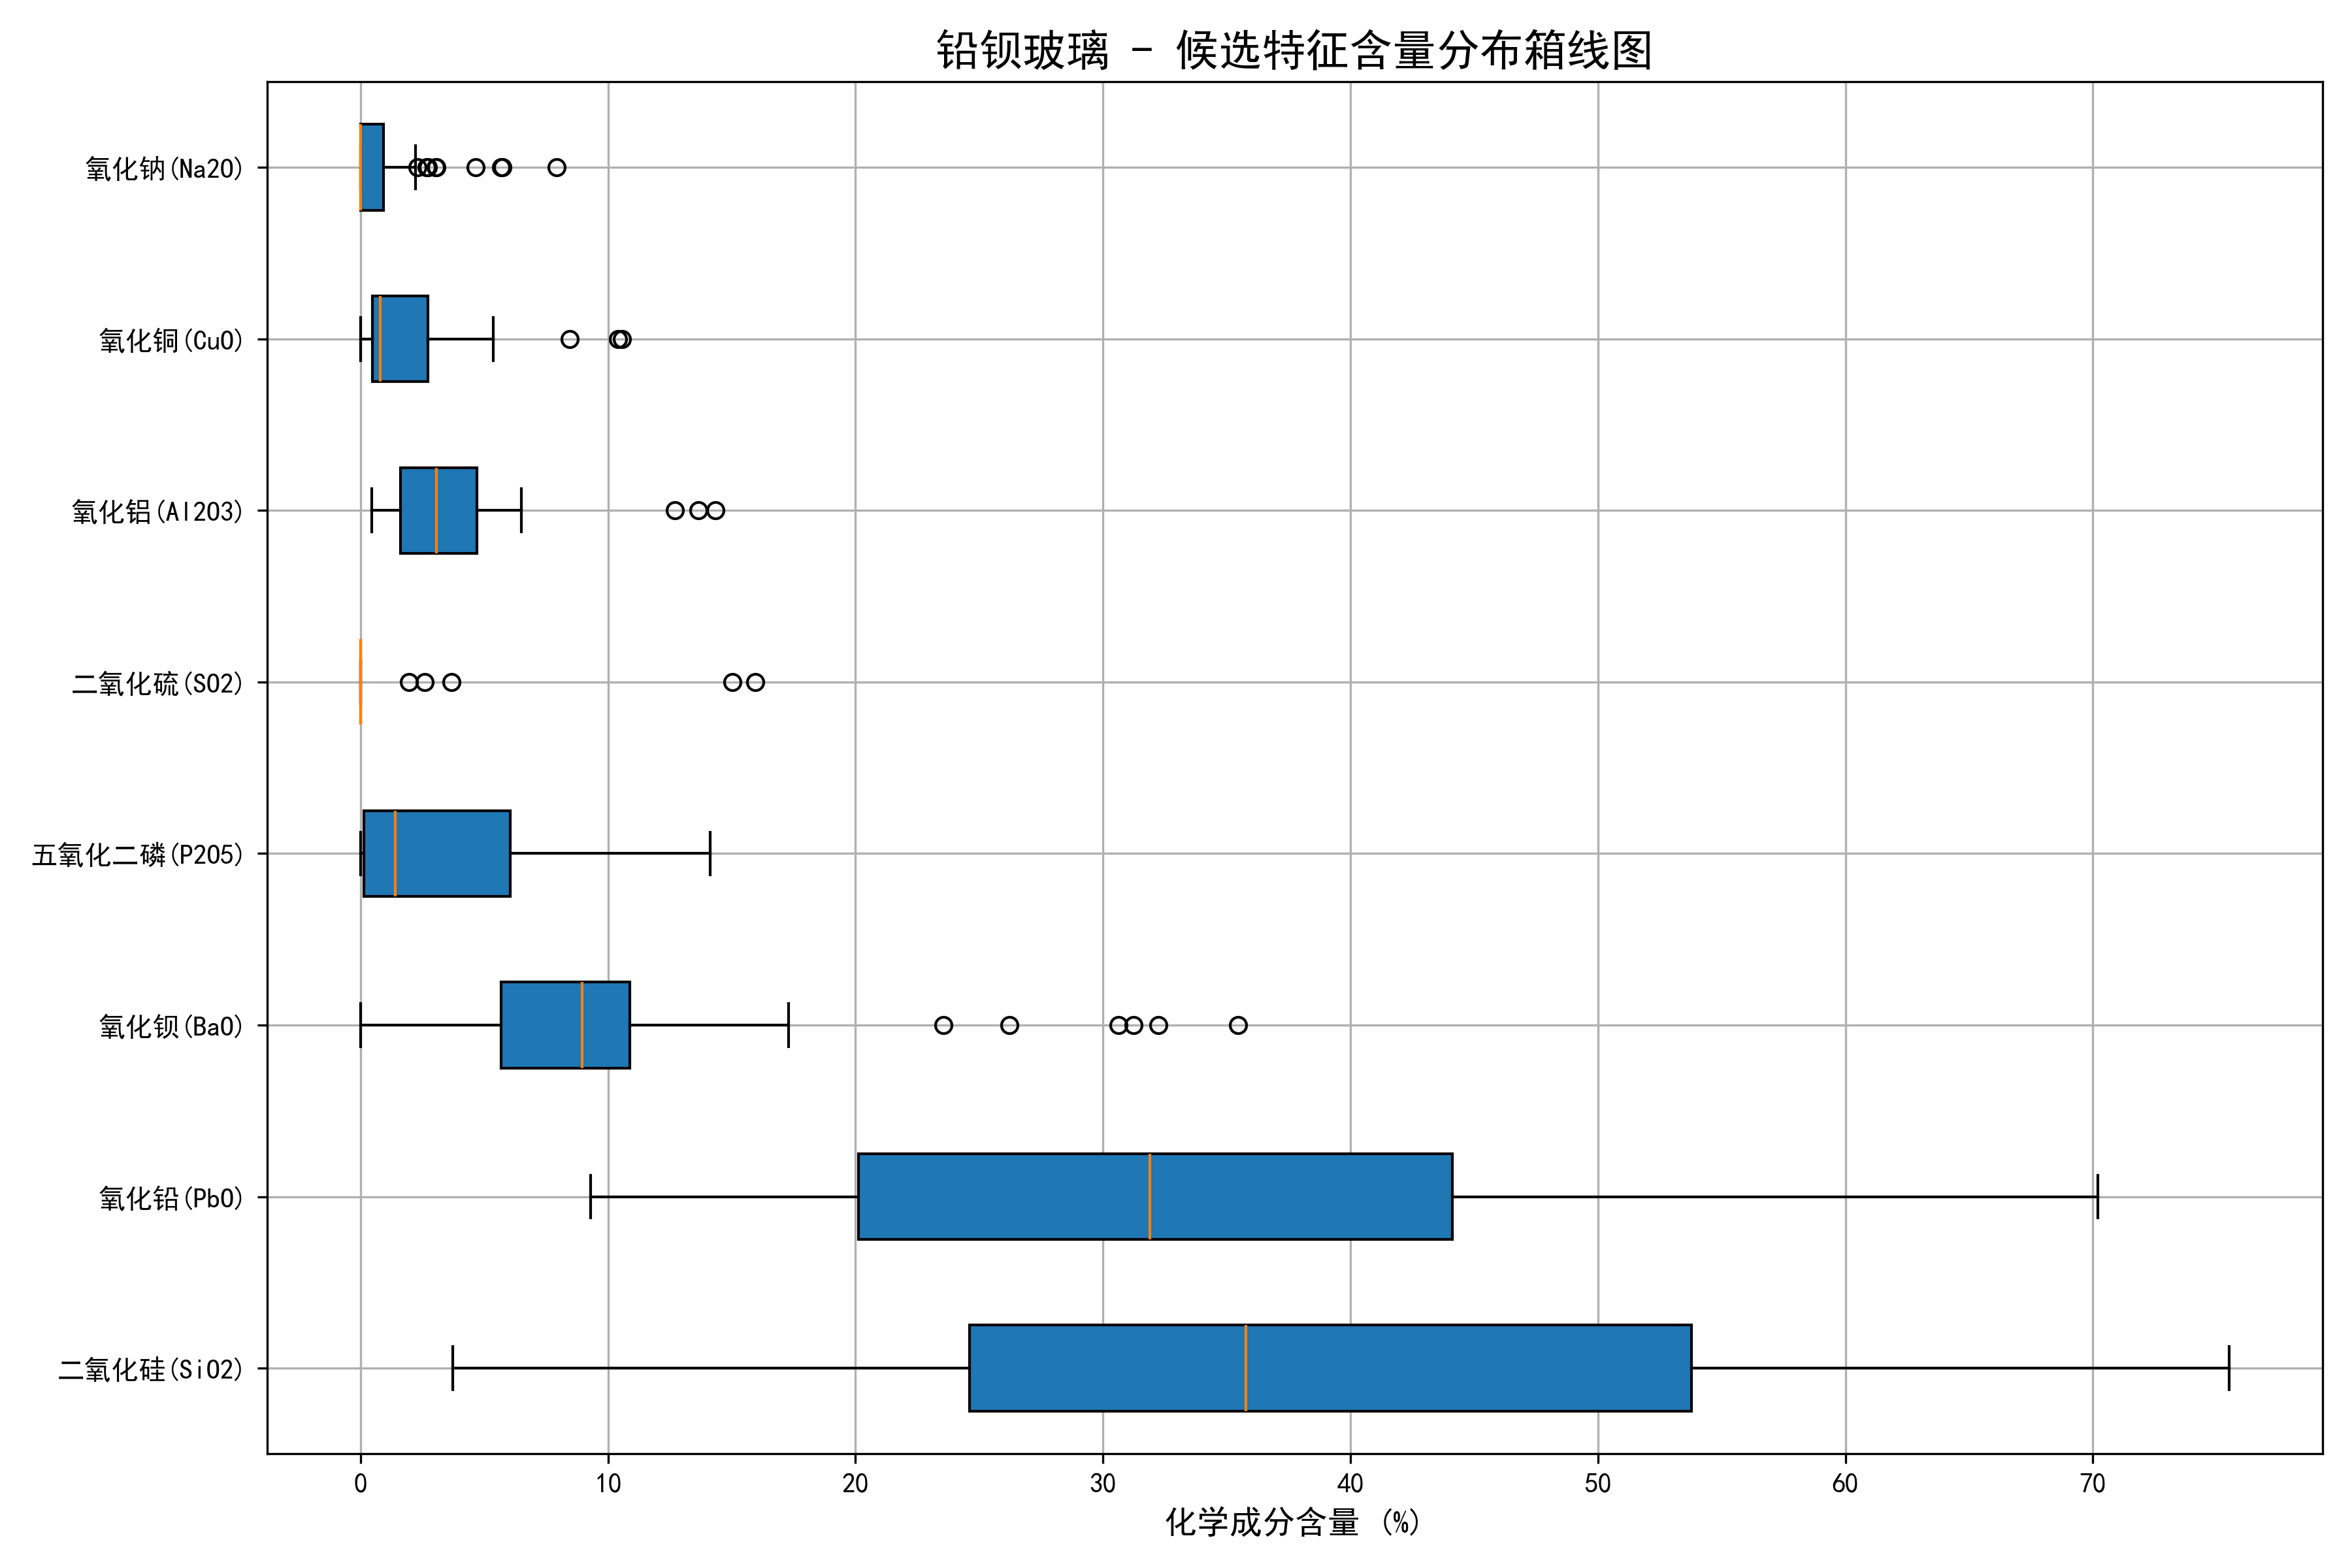 铅钡玻璃 - 候选特征含量分布箱线图
氧化钠(Na2O)
氧化铜(CuO)
氧化铝(Al2O3)
二氧化硫(SO2)
五氧化二磷(P2O5)
氧化钡(BaO)
氧化铅(PbO)
二氧化硅(SiO2)
0 10 20 30 40 50 60 70
化学成分含量 (%)